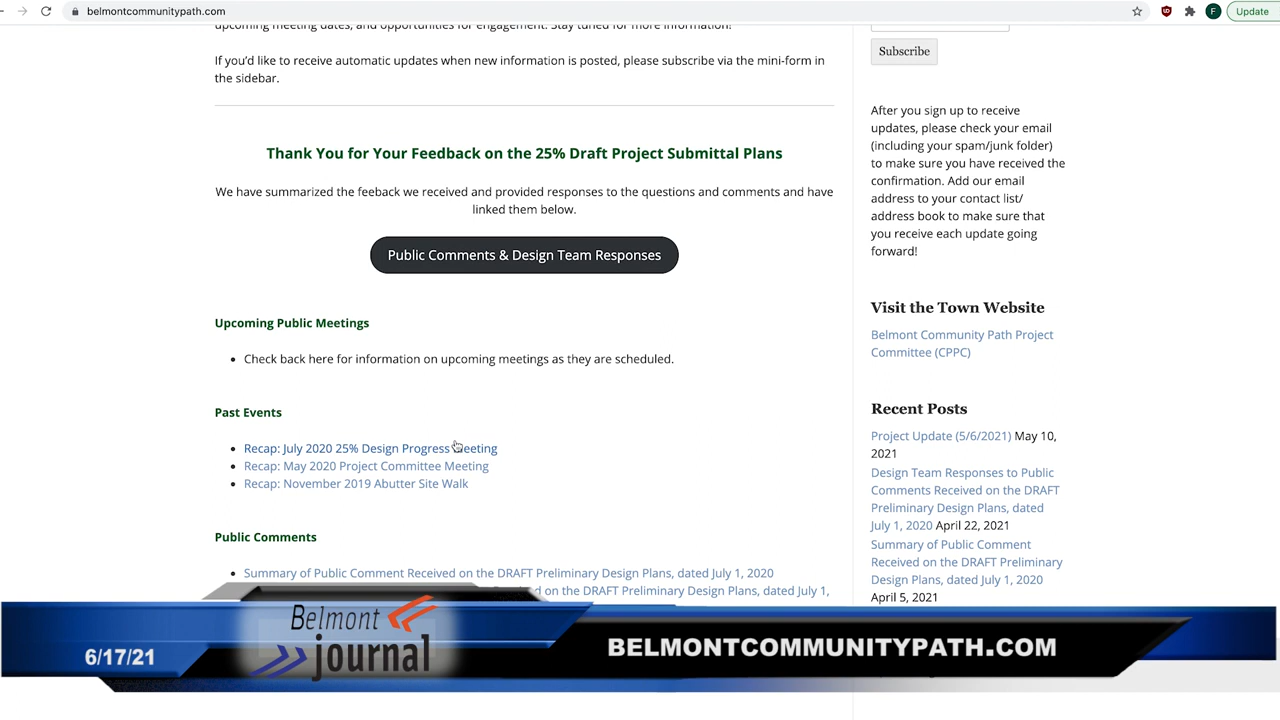 belmontcommunitypath.com
F
Update
upcoming meeting dates, and opportunities for engagement. Stay tuned for more information!
If you'd like to receive automatic updates when new information is posted, please subscribe via the mini-form in
the sidebar.
Thank You for Your Feedback on the 25% Draft Project Submittal Plans
We have summarized the feeback we received and provided responses to the questions and comments and have
linked them below.
Public Comments & Design Team Responses
Upcoming Public Meetings
Check back here for information on upcoming meetings as they are scheduled.
Past Events
Recap: July 2020 25% Design Progress Meeting
Recap: May 2020 Project Committee Meeting
Recap: November 2019 Abutter Site Walk
Public Comments
Summary of Public Comment Received on the DRAFT Preliminary Design Plans, dated July 1, 2020
on the DRAFT Preliminary Design Plans, dated July 1,
Subscribe
After you sign up to receive
updates, please check your email
(including your spam/junk folder)
to make sure you have received the
confirmation. Add our email
address to your contact list/
address book to make sure that
you receive each update going
forward!
Visit the Town Website
Belmont Community Path Project
Committee (CPPC)
Recent Posts
Project Update (5/6/2021) May 10,
2021
Design Team Responses to Public
Comments Received on the DRAFT
Preliminary Design Plans, dated
July 1, 2020 April 22, 2021
Summary of Public Comment
Received on the DRAFT Preliminary
Design Plans, dated July 1, 2020
April 5, 2021
6/17/21
Belmont
journal
BELMONTCOMMUNITYPATH.COM